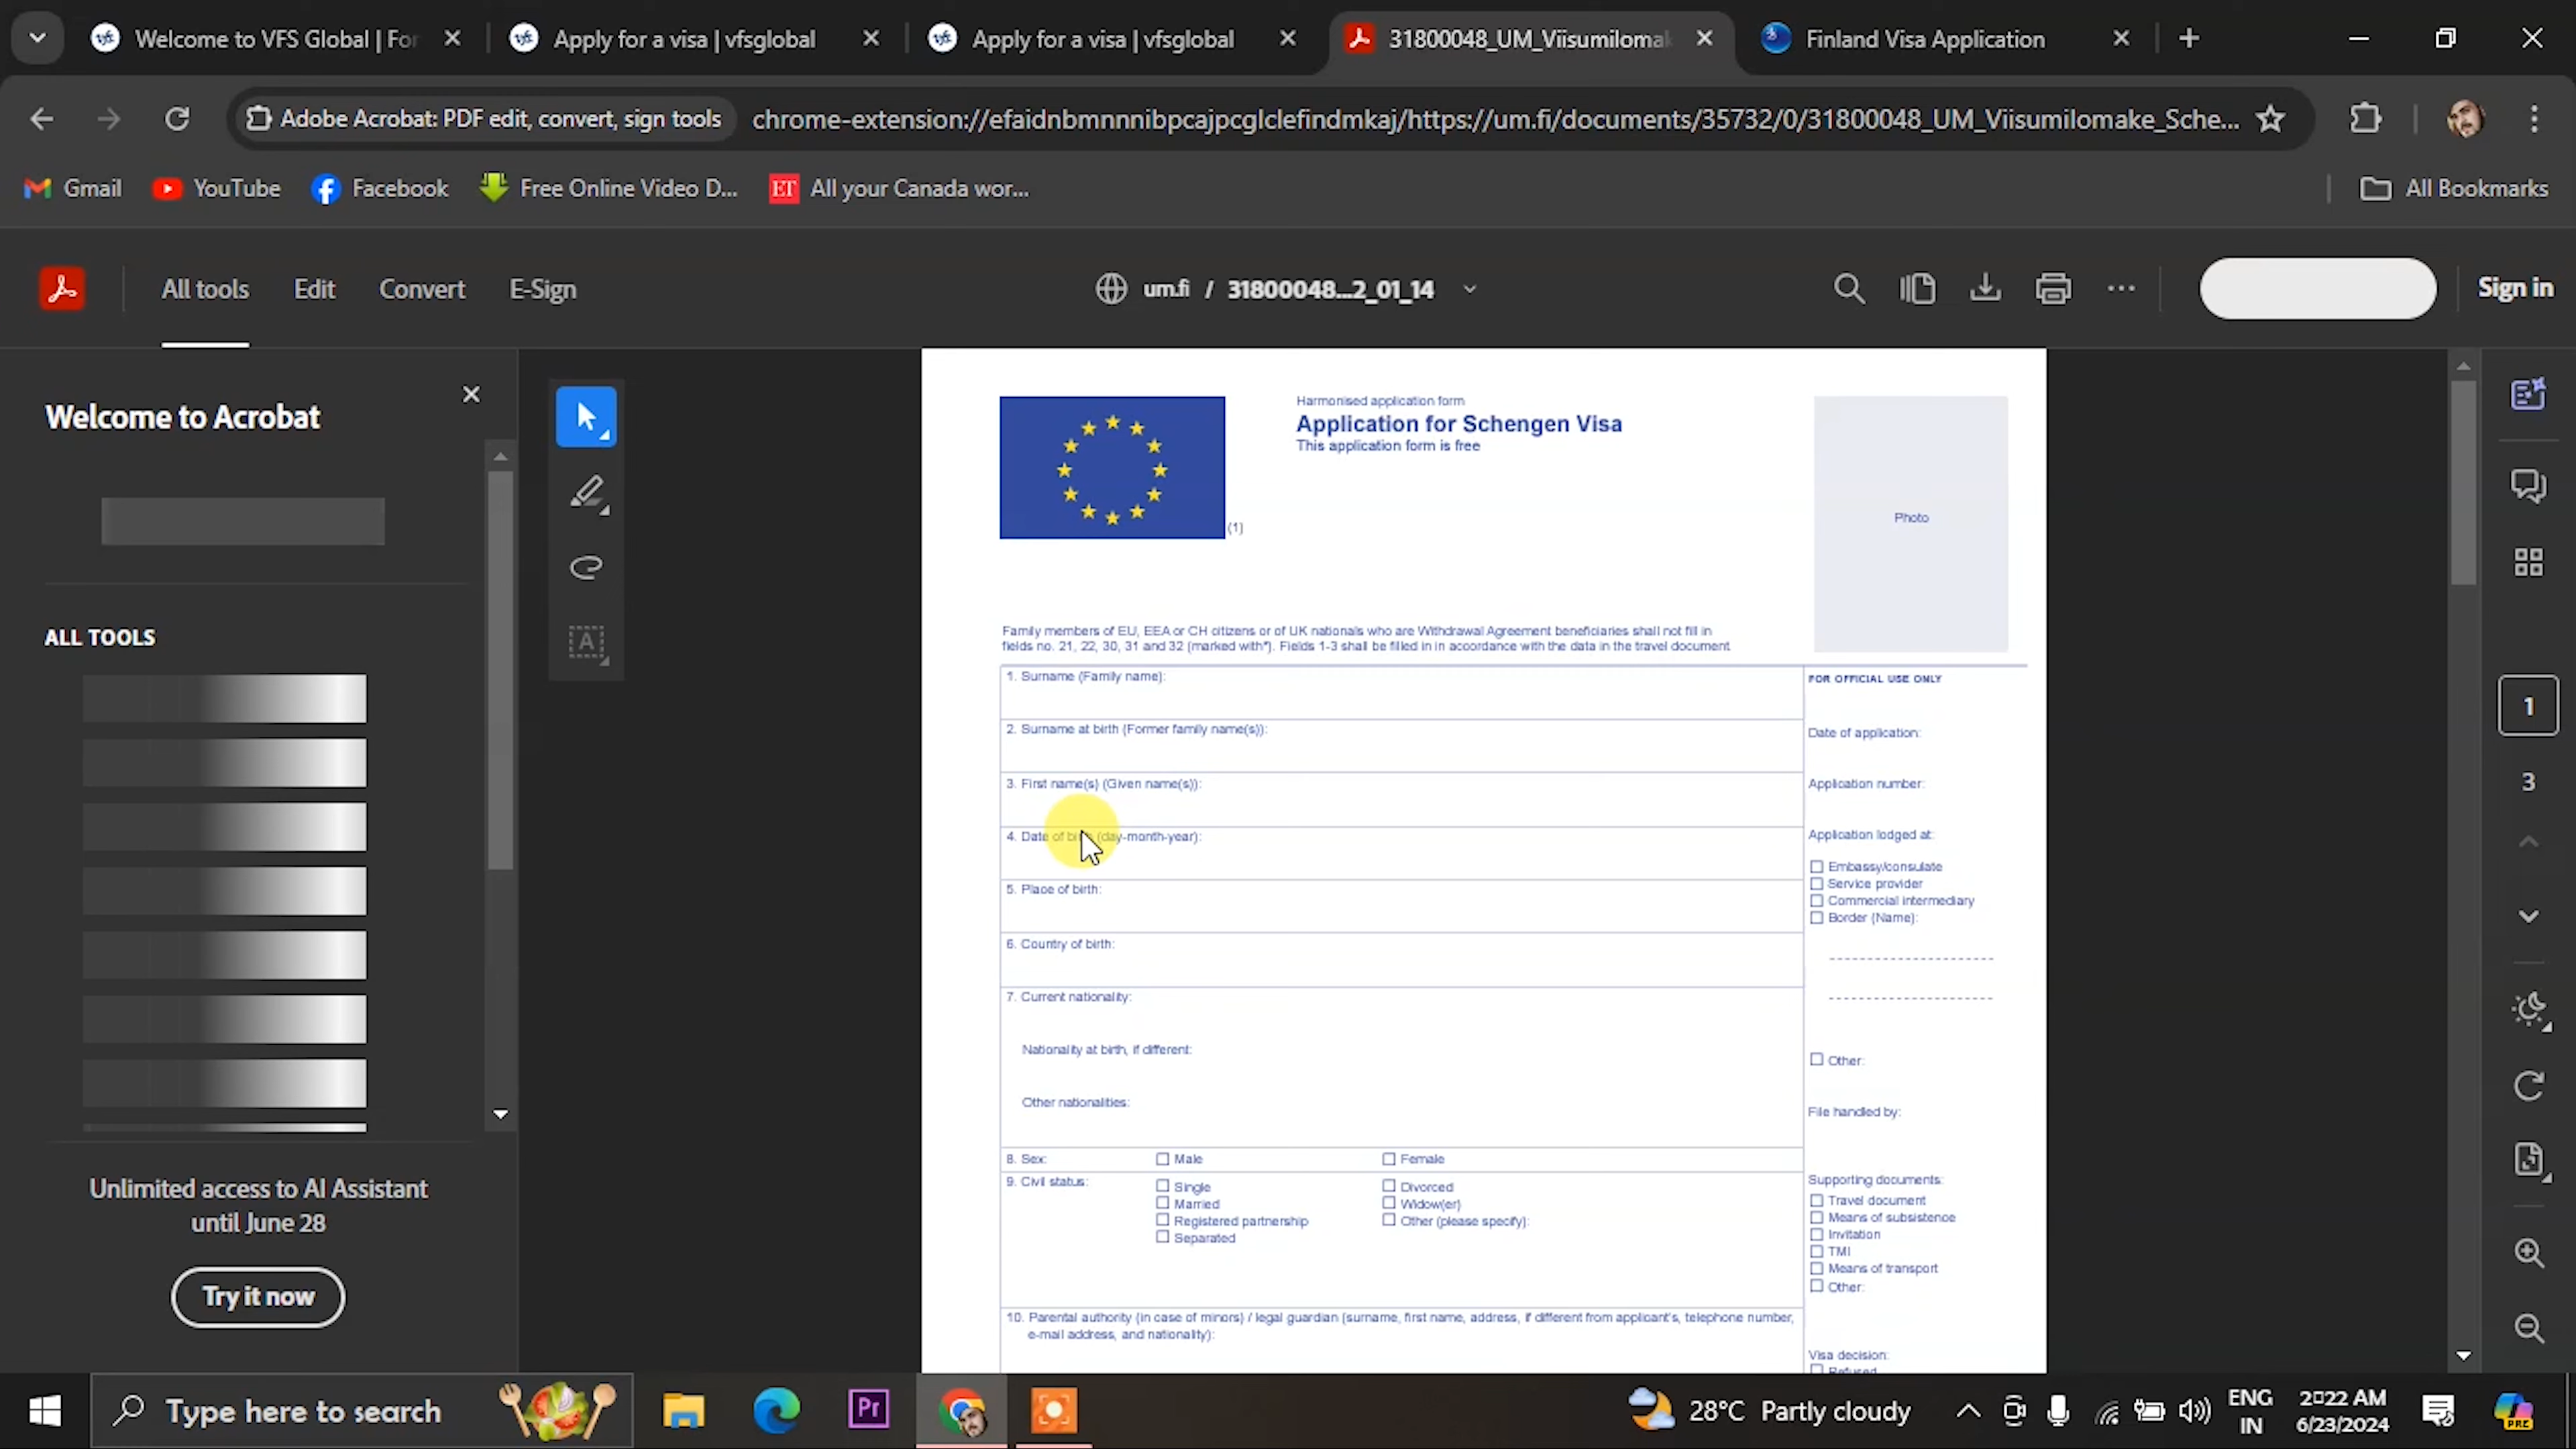 Welcome to VFS Global | For
Apply for a visa | vfsglobal
Apply for a visa | vfsglobal
31800048_UM_Viisumilomak
Finland Visa Application
Adobe Acrobat: PDF edit, convert, sign tools
chrome-extension://efaidnbmnnnibpcajpcglclefindmkaj/https://um.fi/documents/35732/0/31800048_UM_Viisumilomake_Sche...
Gmail
YouTube
Facebook
Free Online Video D...
ET
All your Canada wor...
All Bookmarks
All tools
Edit
Convert
E-Sign
um.fi / 31800048...2_01_14
Sign in
Welcome to Acrobat
ALL TOOLS
Unlimited access to AI Assistant
until June 28
Try it now
A
Harmonised application form
Application for Schengen Visa
This application form is free
(1)
Photo
Family members of EU, EEA or CH citizens or of UK nationals who are Withdrawal Agreement beneficiaries shall not fill in
fields no. 21, 22, 30, 31 and 32 (marked with*). Fields 1-3 shall be filled in in accordance with the data in the travel document
1. Surname (Family name):
2. Surname at birth (Former family name(s)):
3. First name(s) (Given name(s)):
4. Date of birth (day-month-year):
5. Place of birth:
6. Country of birth:
7. Current nationality:
Nationality at birth, if different:
Other nationalities:
8. Sex:
Male
Female
9. Civil status:
Single
Divorced
Married
Widow(er)
Registered partnership
Other (please specify):
Separated
10. Parental authority (in case of minors) / legal guardian (surname, first name, address, if different from applicant's, telephone number,
e-mail address, and nationality):
FOR OFFICIAL USE ONLY
Date of application:
Application number:
Application lodged at:
Embassy/consulate
Service provider
Commercial intermediary
Border (Name):
Other:
File handled by:
Supporting documents:
Travel document
Means of subsistence
Invitation
TMI
Means of transport
Other:
Visa decision:
Refused
1
3
Type here to search
Pr
28°C Partly cloudy
ENG
IN
2:22 AM
6/23/2024
PRE